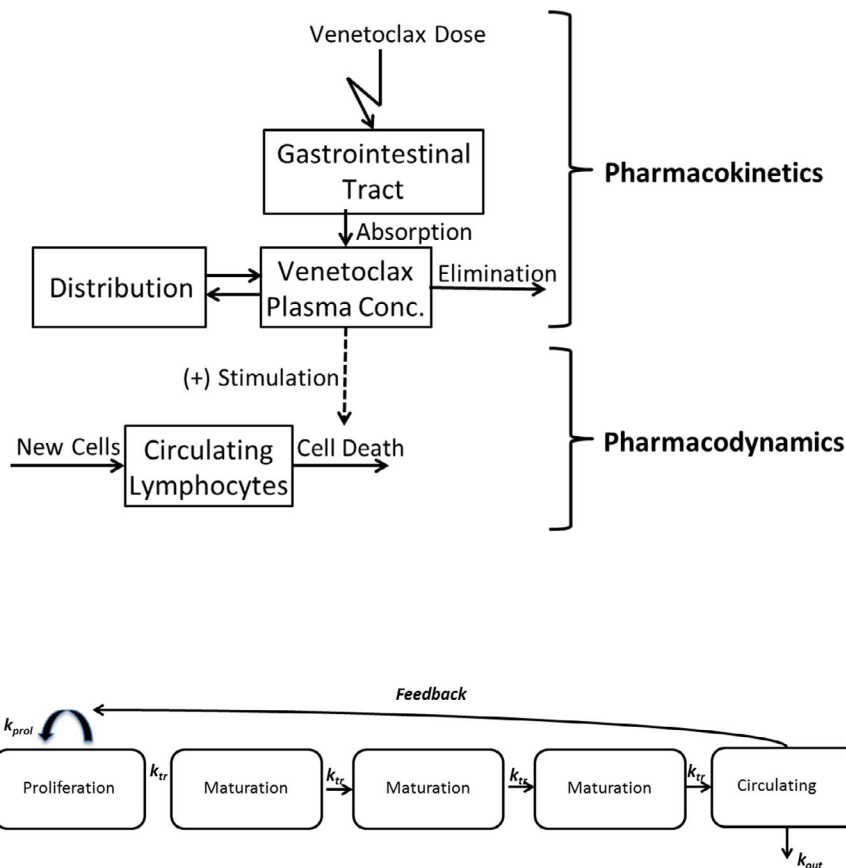 Venetoclax Dose
Gastrointestinal
Tract
Pharmacokinetics
Absorption
Distribution
Venetoclax
Plasma Conc.
Elimination
(+) Stimulation
New Cells
Circulating
Lymphocytes
Cell Death
Pharmacodynamics
Feedback
kprol
Proliferation
ktr
Maturation
ktr
Maturation
ktr
Maturation
ktr
Circulating
kout